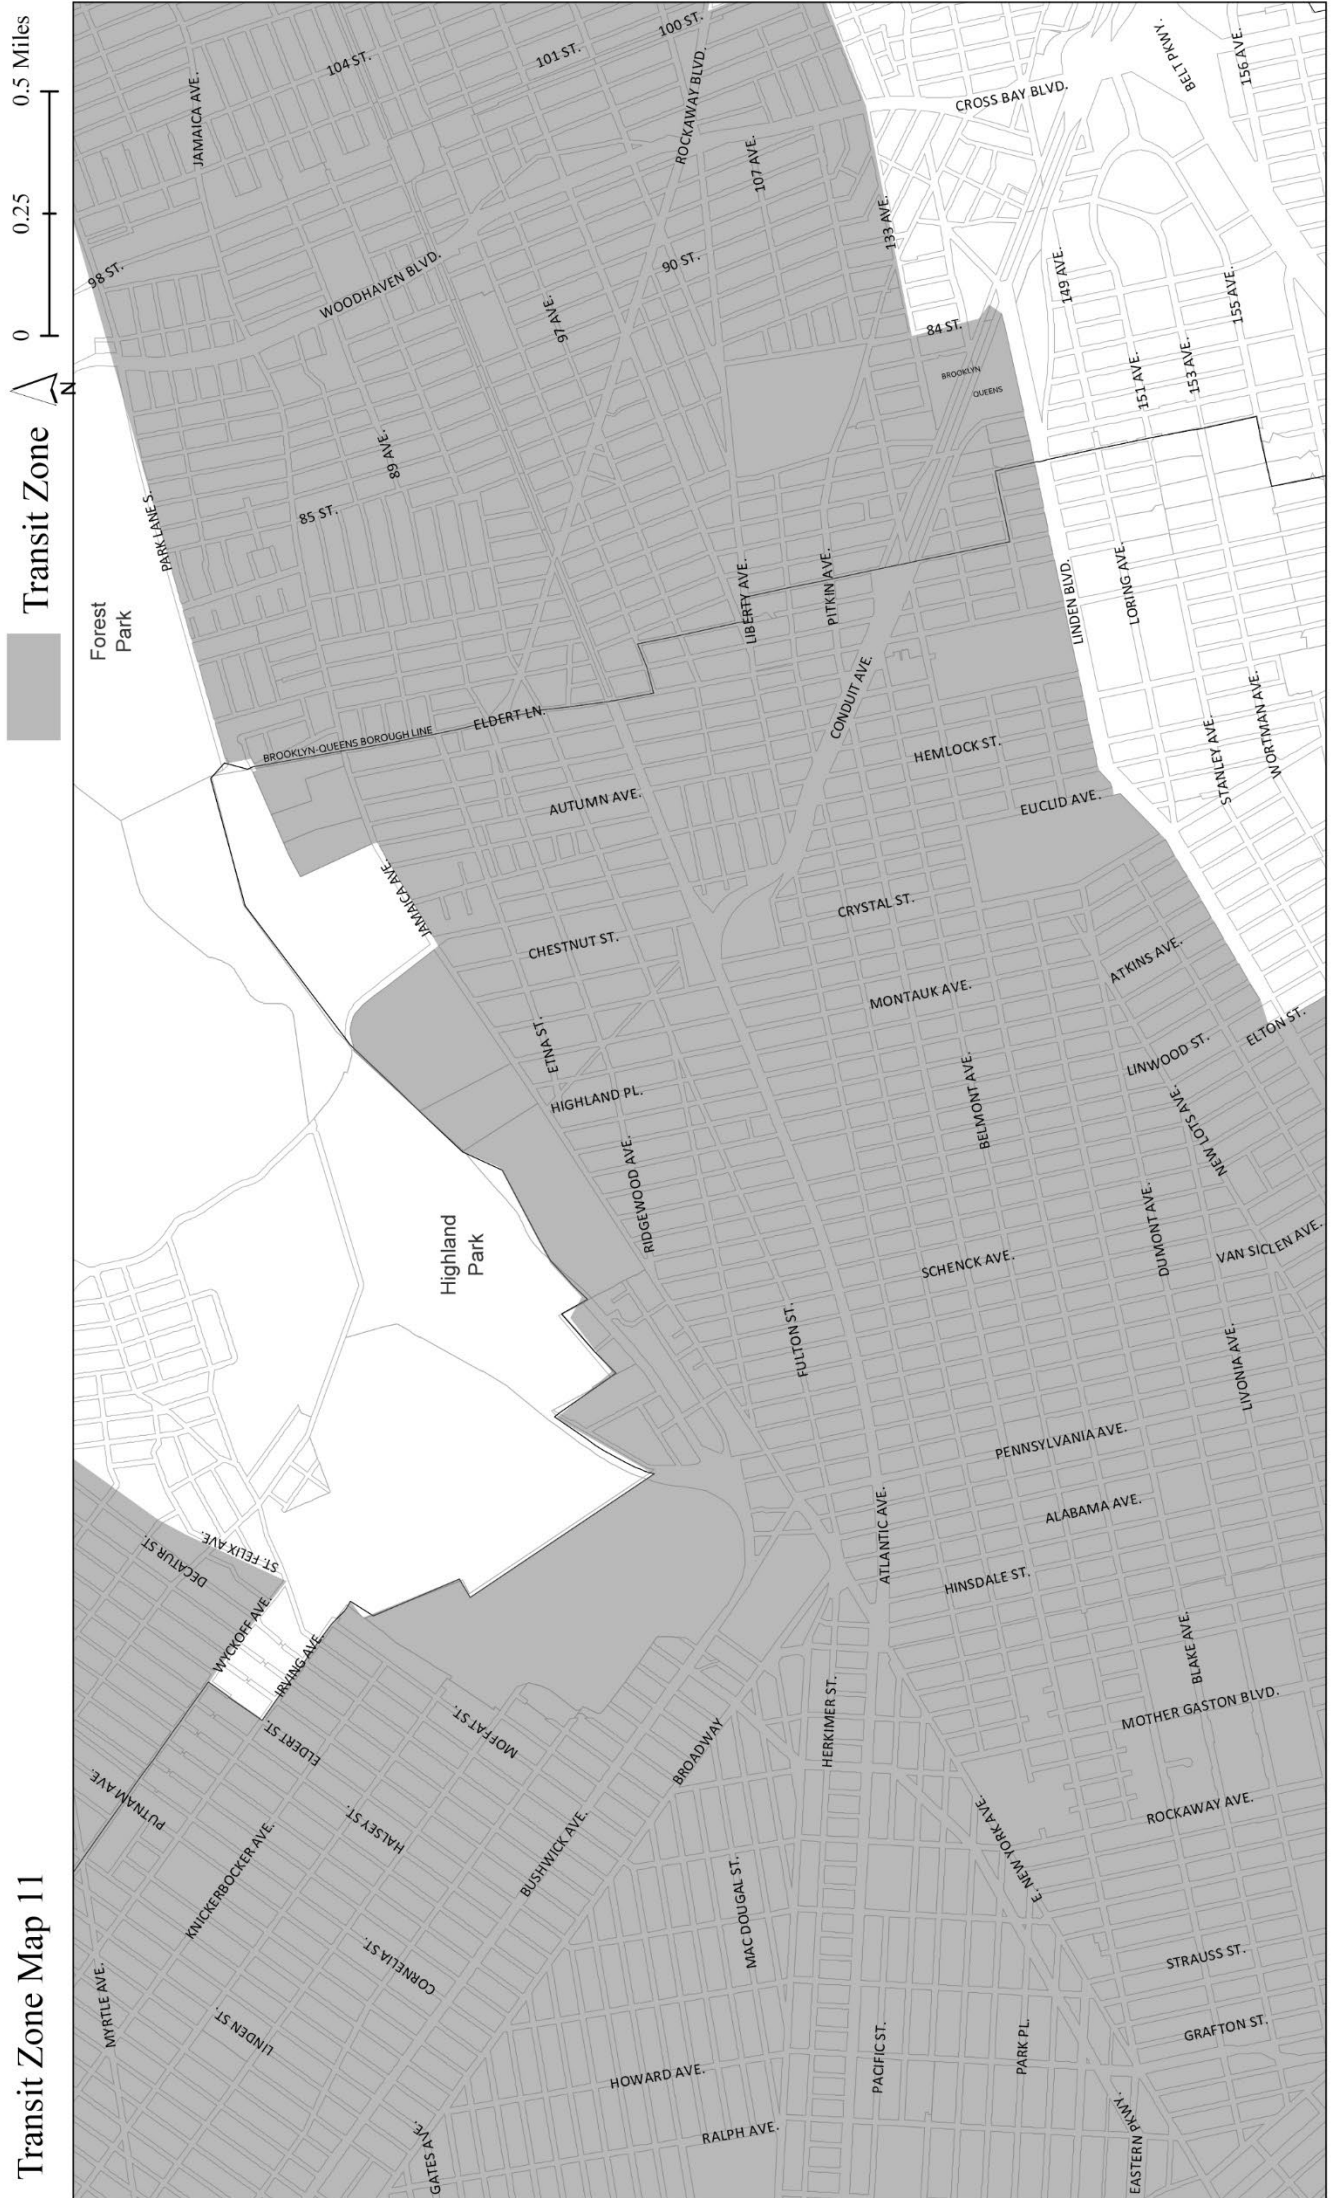 Transit Zone Map 11
Transit Zone
N
0
0.25
0.5 Miles
MYRTLE AVE.
PUTNAM AVE.
DECATUR ST.
ST. FELIX AVE.
WYCKOFF AVE.
IRVING AVE.
ELDERT ST.
KNICKERBOCKER AVE.
LINDEN ST.
HALSEY ST.
CORNELIA ST.
MOFFAT ST.
BUSHWICK AVE.
GATES AVE.
BROADWAY
HOWARD AVE.
RALPH AVE.
MAC DOUGAL ST.
HERKIMER ST.
PACIFIC ST.
PARK PL.
EASTERN PKWY.
E. NEW YORK AVE.
GRAFTON ST.
STRAUSS ST.
ROCKAWAY AVE.
MOTHER GASTON BLVD.
BLAKE AVE.
HINSDALE ST.
ATLANTIC AVE.
ALABAMA AVE.
PENNSYLVANIA AVE.
LIVONIA AVE.
FULTON ST.
SCHENCK AVE.
DUMONT AVE.
VAN SICLEN AVE.
NEW LOTS AVE.
Highland
Park
RIDGEWOOD AVE.
HIGHLAND PL.
ETNA ST.
BELMONT AVE.
LINWOOD ST.
ELTON ST.
ATKINS AVE.
MONTAUK AVE.
CHESTNUT ST.
CRYSTAL ST.
JAMAICA AVE.
AUTUMN AVE.
EUCLID AVE.
HEMLOCK ST.
CONDUIT AVE.
BROOKLYN-QUEENS BOROUGH LINE
ELDERT LN.
STANLEY AVE.
WORTMAN AVE.
LINDEN BLVD.
LORING AVE.
LIBERTY AVE.
PITKIN AVE.
Forest
Park
PARK LANE S.
85 ST.
89 AVE.
97 AVE.
BROOKLYN
QUEENS
84 ST.
151 AVE.
153 AVE.
155 AVE.
149 AVE.
98 ST.
WOODHAVEN BLVD.
90 ST.
133 AVE.
107 AVE.
JAMAICA AVE.
104 ST.
101 ST.
100 ST.
ROCKAWAY BLVD.
CROSS BAY BLVD.
BELT PKWY.
156 AVE.